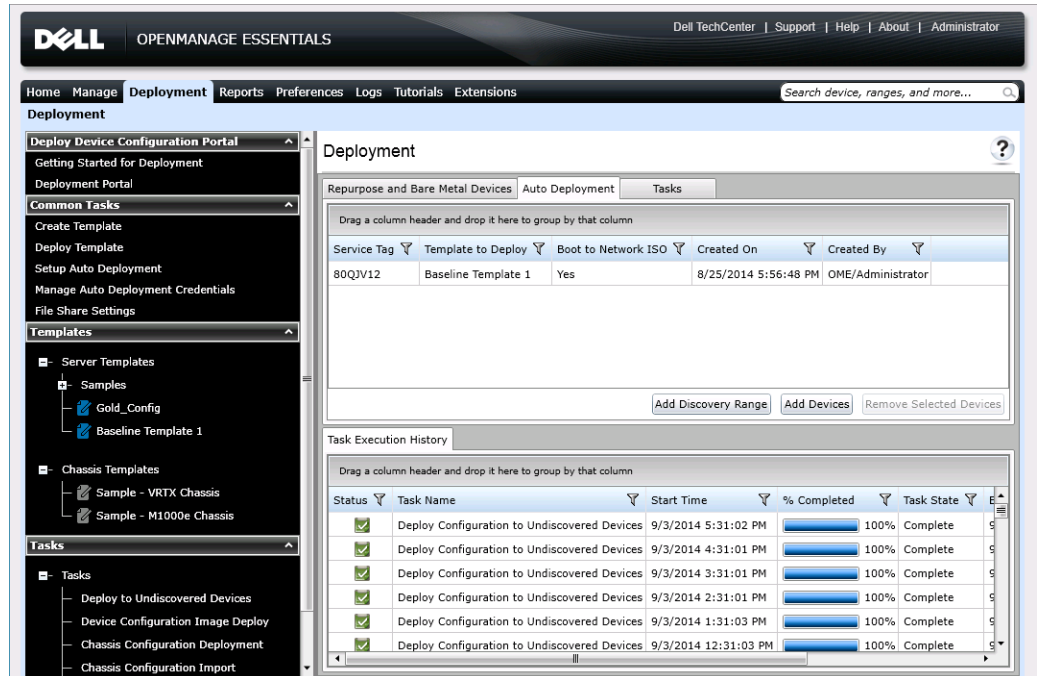 DELL OPENMANAGE ESSENTIALS
Dell TechCenter | Support | Help | About | Administrator
Home Manage Deployment Reports Preferences Logs Tutorials Extensions
Search device, ranges, and more...
Deployment
Deploy Device Configuration Portal
Getting Started for Deployment
Deployment Portal
Common Tasks
Create Template
Deploy Template
Setup Auto Deployment
Manage Auto Deployment Credentials
File Share Settings
Templates
Server Templates
Samples
Gold_Config
Baseline Template 1
Chassis Templates
Sample - VRTX Chassis
Sample - M1000e Chassis
Tasks
Tasks
Deploy to Undiscovered Devices
Device Configuration Image Deploy
Chassis Configuration Deployment
Chassis Configuration Import
Deployment
?
Repurpose and Bare Metal Devices Auto Deployment Tasks
Drag a column header and drop it here to group by that column
Service Tag Template to Deploy Boot to Network ISO Created On Created By
80QJV12 Baseline Template 1 Yes 8/25/2014 5:56:48 PM OME/Administrator
Add Discovery Range Add Devices Remove Selected Devices
Task Execution History
Drag a column header and drop it here to group by that column
Status Task Name Start Time % Completed Task State
Deploy Configuration to Undiscovered Devices 9/3/2014 5:31:02 PM 100% Complete
Deploy Configuration to Undiscovered Devices 9/3/2014 4:31:01 PM 100% Complete
Deploy Configuration to Undiscovered Devices 9/3/2014 3:31:01 PM 100% Complete
Deploy Configuration to Undiscovered Devices 9/3/2014 2:31:01 PM 100% Complete
Deploy Configuration to Undiscovered Devices 9/3/2014 1:31:03 PM 100% Complete
Deploy Configuration to Undiscovered Devices 9/3/2014 12:31:03 PM 100% Complete